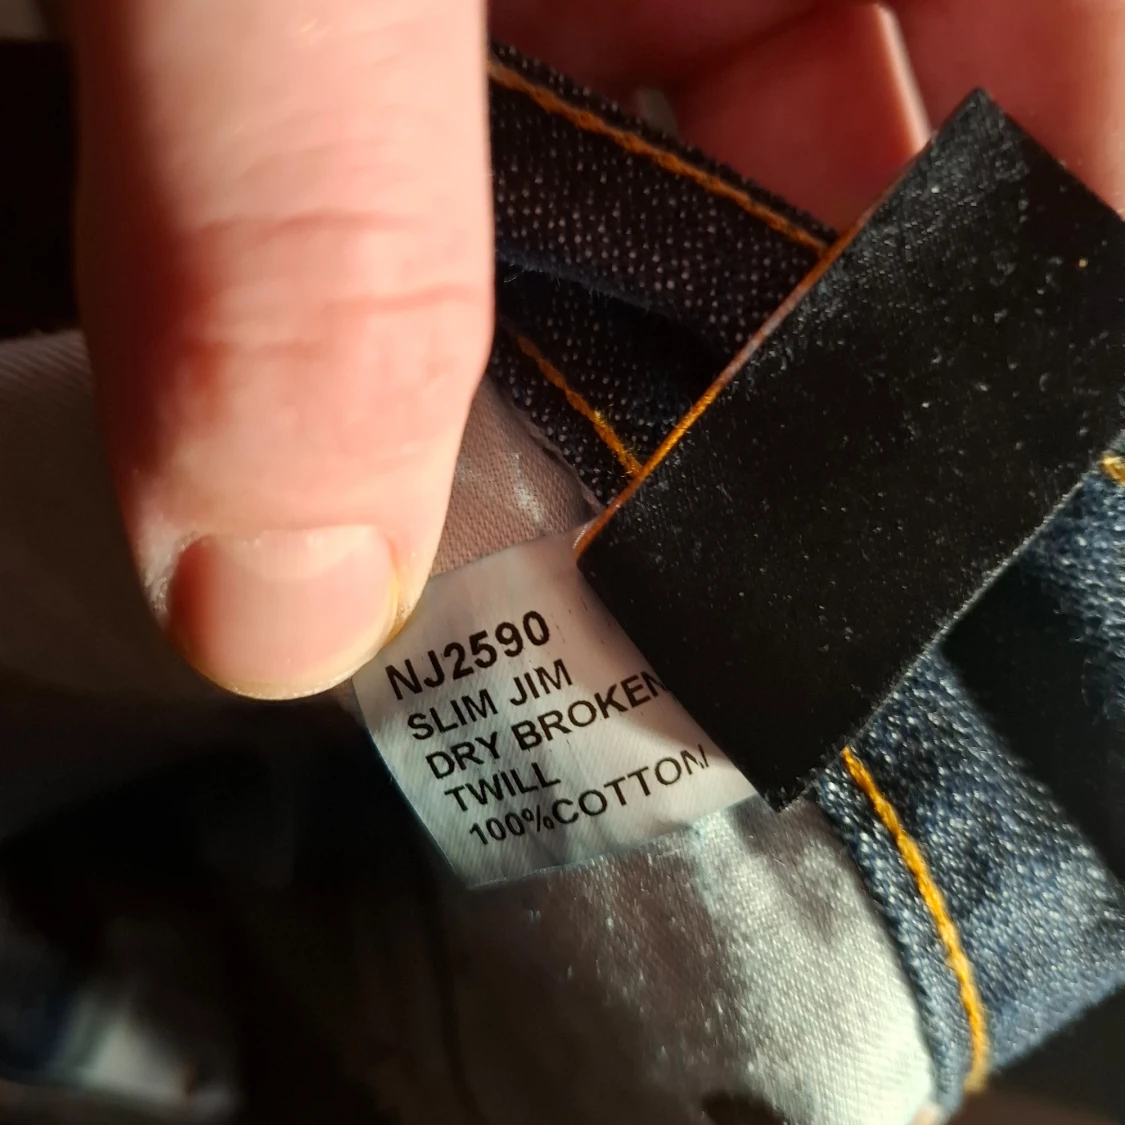 NJ2590
SLIM JIM
DRY BROKEN
TWILL
100%COTTON